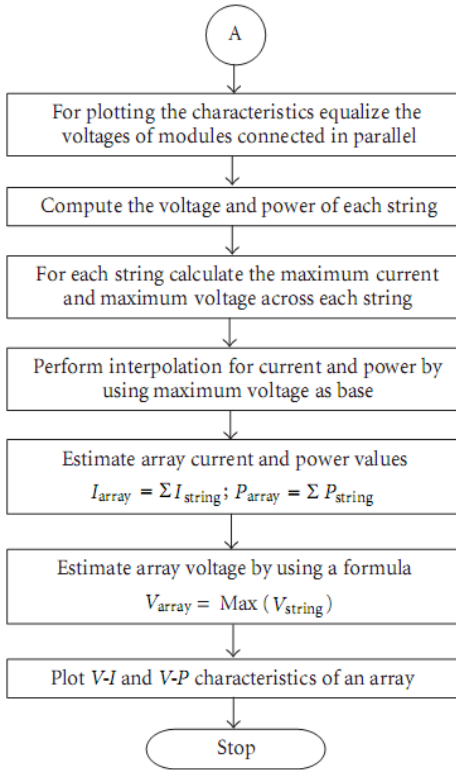 A
For plotting the characteristics equalize the
voltages of modules connected in parallel
Compute the voltage and power of each string
For each string calculate the maximum current
and maximum voltage across each string
Perform interpolation for current and power by
using maximum voltage as base
Estimate array current and power values
I_array = Σ I_string; P_array = Σ P_string
Estimate array voltage by using a formula
V_array = Max (V_string)
Plot V-I and V-P characteristics of an array
Stop